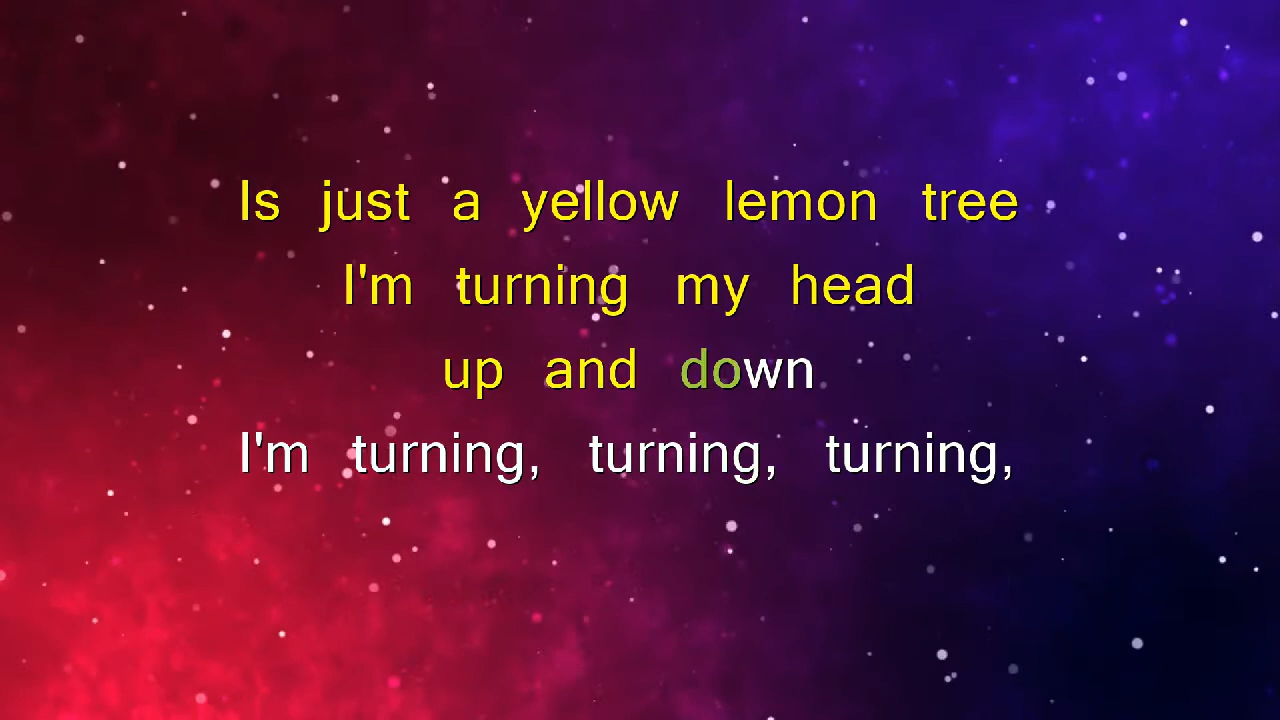 Is just a yellow lemon tree
I'm turning my head
up and down
I'm turning, turning, turning,